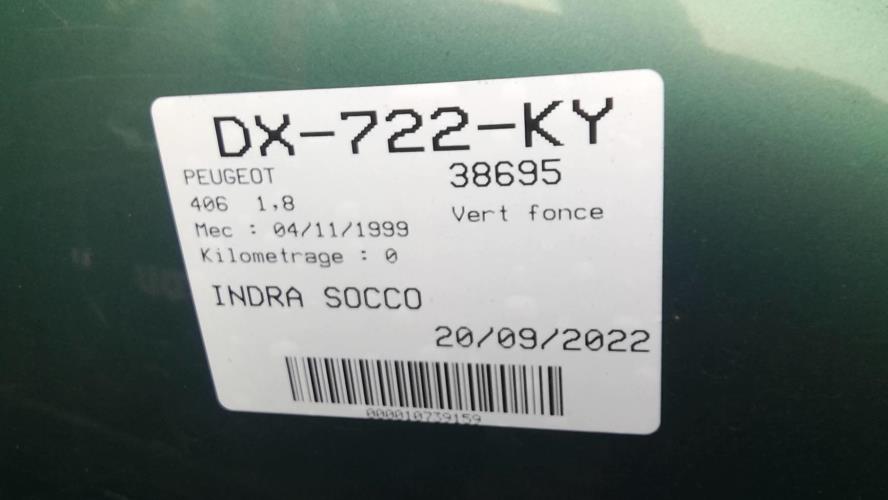 DX-722-KY
PEUGEOT 38695
406 1,8 Vert fonce
Mec : 04/11/1999
Kilometrage : 0
INDRA SOCCO
20/09/2022
000010739159